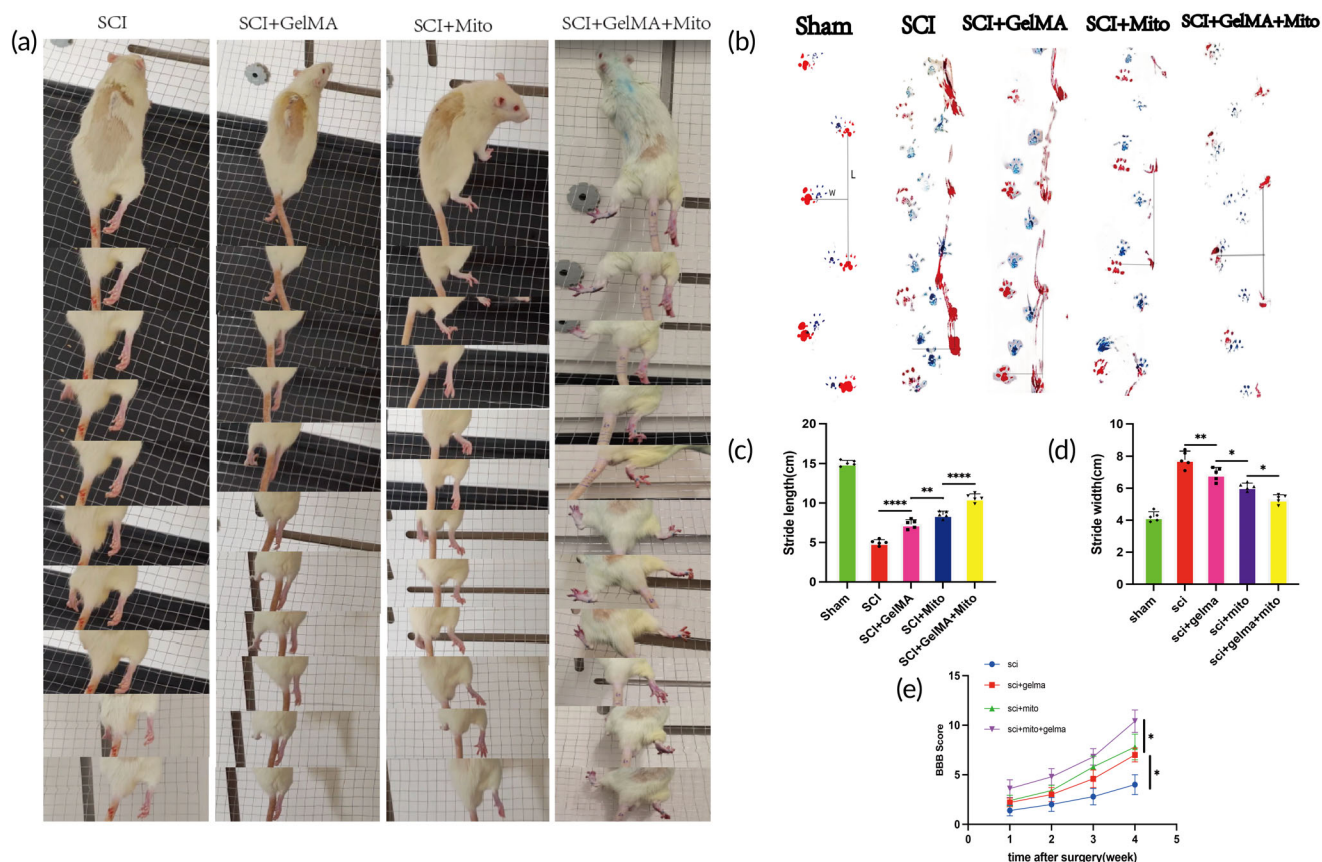 (a)
SCI
SCI+GelMA
SCI+Mito
SCI+GelMA+Mito
(b)
Sham
SCI
SCI+GelMA
SCI+Mito
SCI+GelMA+Mito
L
W
(c)
Stride length(cm)
20
15
10
5
0
****
**
****
Sham
SCI
SCI+GelMA
SCI+Mito
SCI+GelMA+Mito
(d)
Stride width(cm)
10
8
6
4
2
0
**
*
*
sham
sci
sci+gelma
sci+mito
sci+gelma+mito
(e)
sci
sci+gelma
sci+mito
sci+mito+gelma
BBB Score
15
10
5
0
*
*
0
1
2
3
4
5
time after surgery(week)